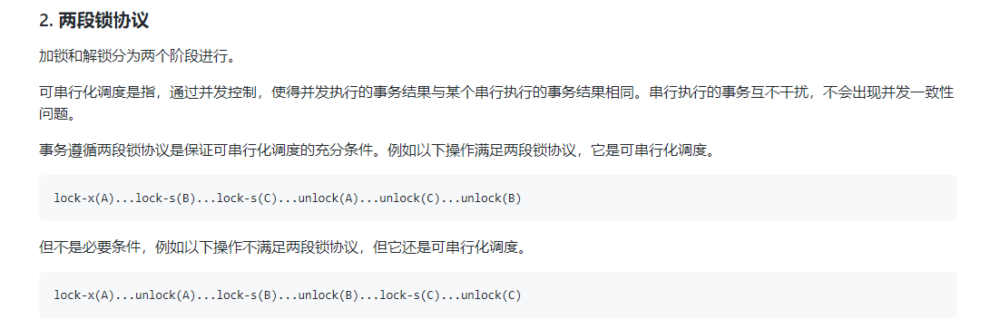 2. 两段锁协议
加锁和解锁分为两个阶段进行。
可串行化调度是指，通过并发控制，使得并发执行的事务结果与某个串行执行的事务结果相同。串行执行的事务互不干扰，不会出现并发一致性
问题。
事务遵循两段锁协议是保证可串行化调度的充分条件。例如以下操作满足两段锁协议，它是可串行化调度。
lock-x(A)...lock-s(B)...lock-s(C)...unlock(A)...unlock(C)...unlock(B)
但不是必要条件，例如以下操作不满足两段锁协议，但它还是可串行化调度。
lock-x(A)...unlock(A)...lock-s(B)...unlock(B)...lock-s(C)...unlock(C)